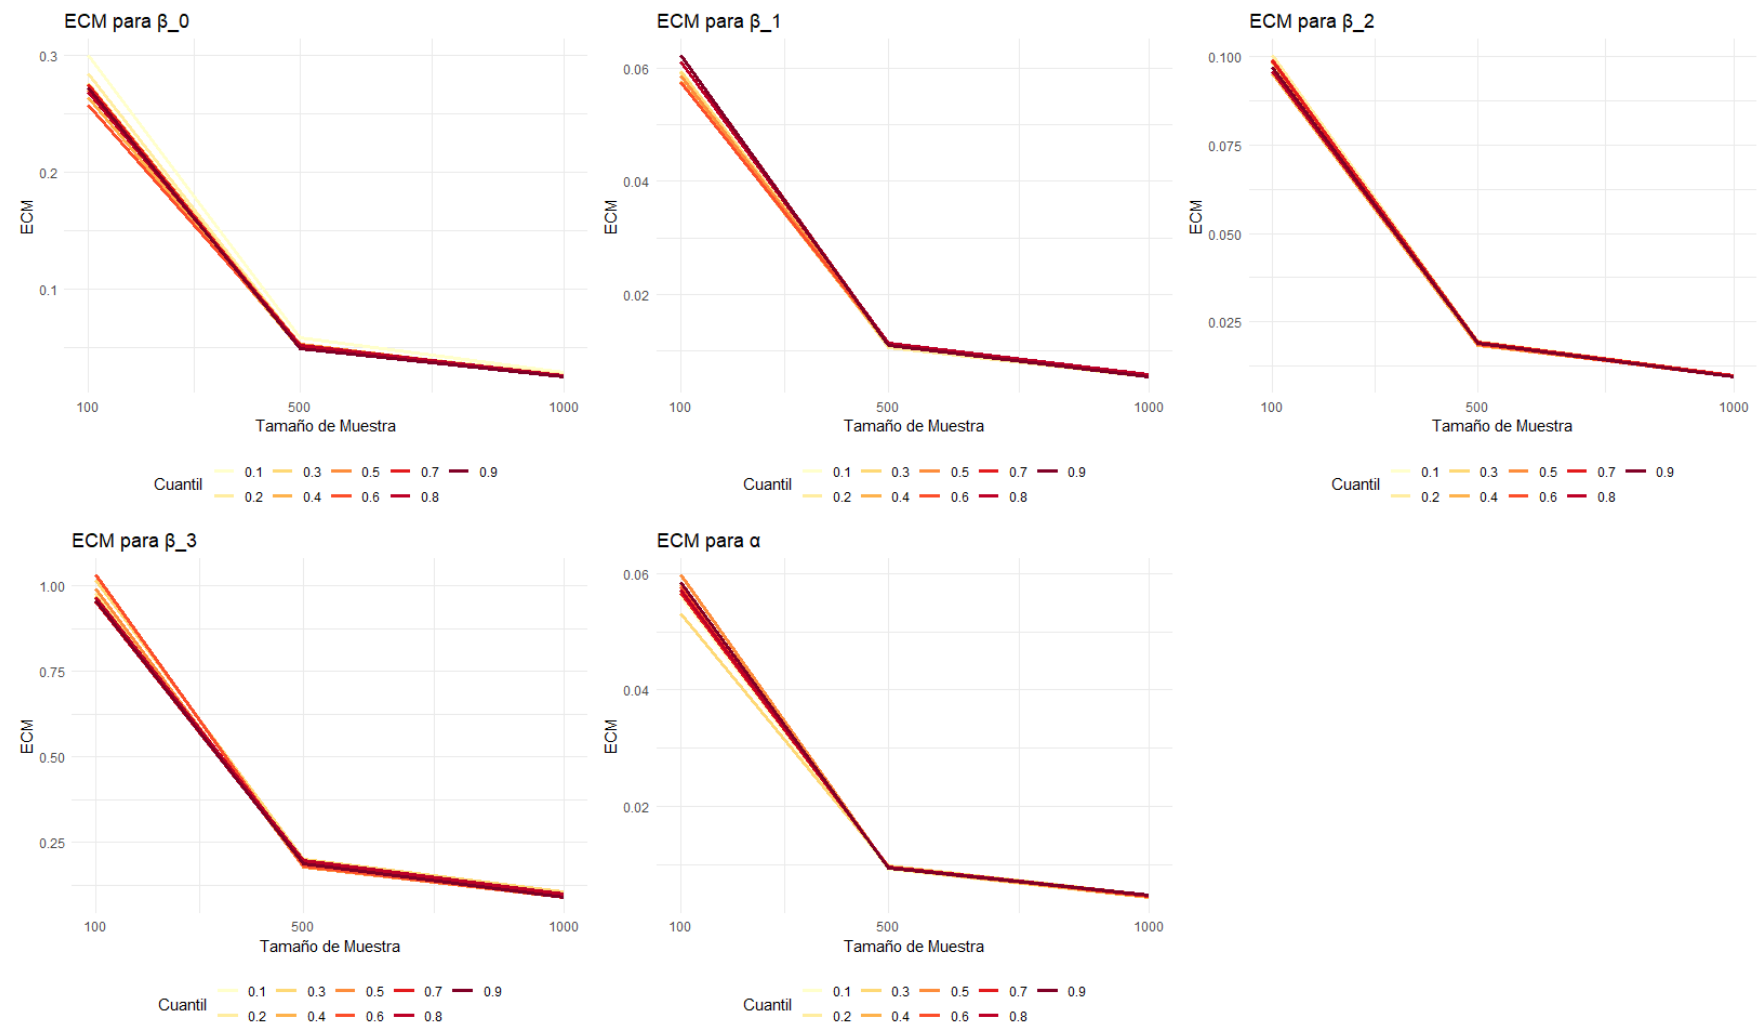 ECM para β_0
0.3
0.2
0.1
ECM
100 500 1000
Tamaño de Muestra
Cuantil
0.1 0.3 0.5 0.7 0.9
0.2 0.4 0.6 0.8
ECM para β_1
0.06
0.04
0.02
ECM
100 500 1000
Tamaño de Muestra
Cuantil
0.1 0.3 0.5 0.7 0.9
0.2 0.4 0.6 0.8
ECM para β_2
0.100
0.075
0.050
0.025
ECM
100 500 1000
Tamaño de Muestra
Cuantil
0.1 0.3 0.5 0.7 0.9
0.2 0.4 0.6 0.8
ECM para β_3
1.00
0.75
0.50
0.25
ECM
100 500 1000
Tamaño de Muestra
Cuantil
0.1 0.3 0.5 0.7 0.9
0.2 0.4 0.6 0.8
ECM para α
0.06
0.04
0.02
ECM
100 500 1000
Tamaño de Muestra
Cuantil
0.1 0.3 0.5 0.7 0.9
0.2 0.4 0.6 0.8